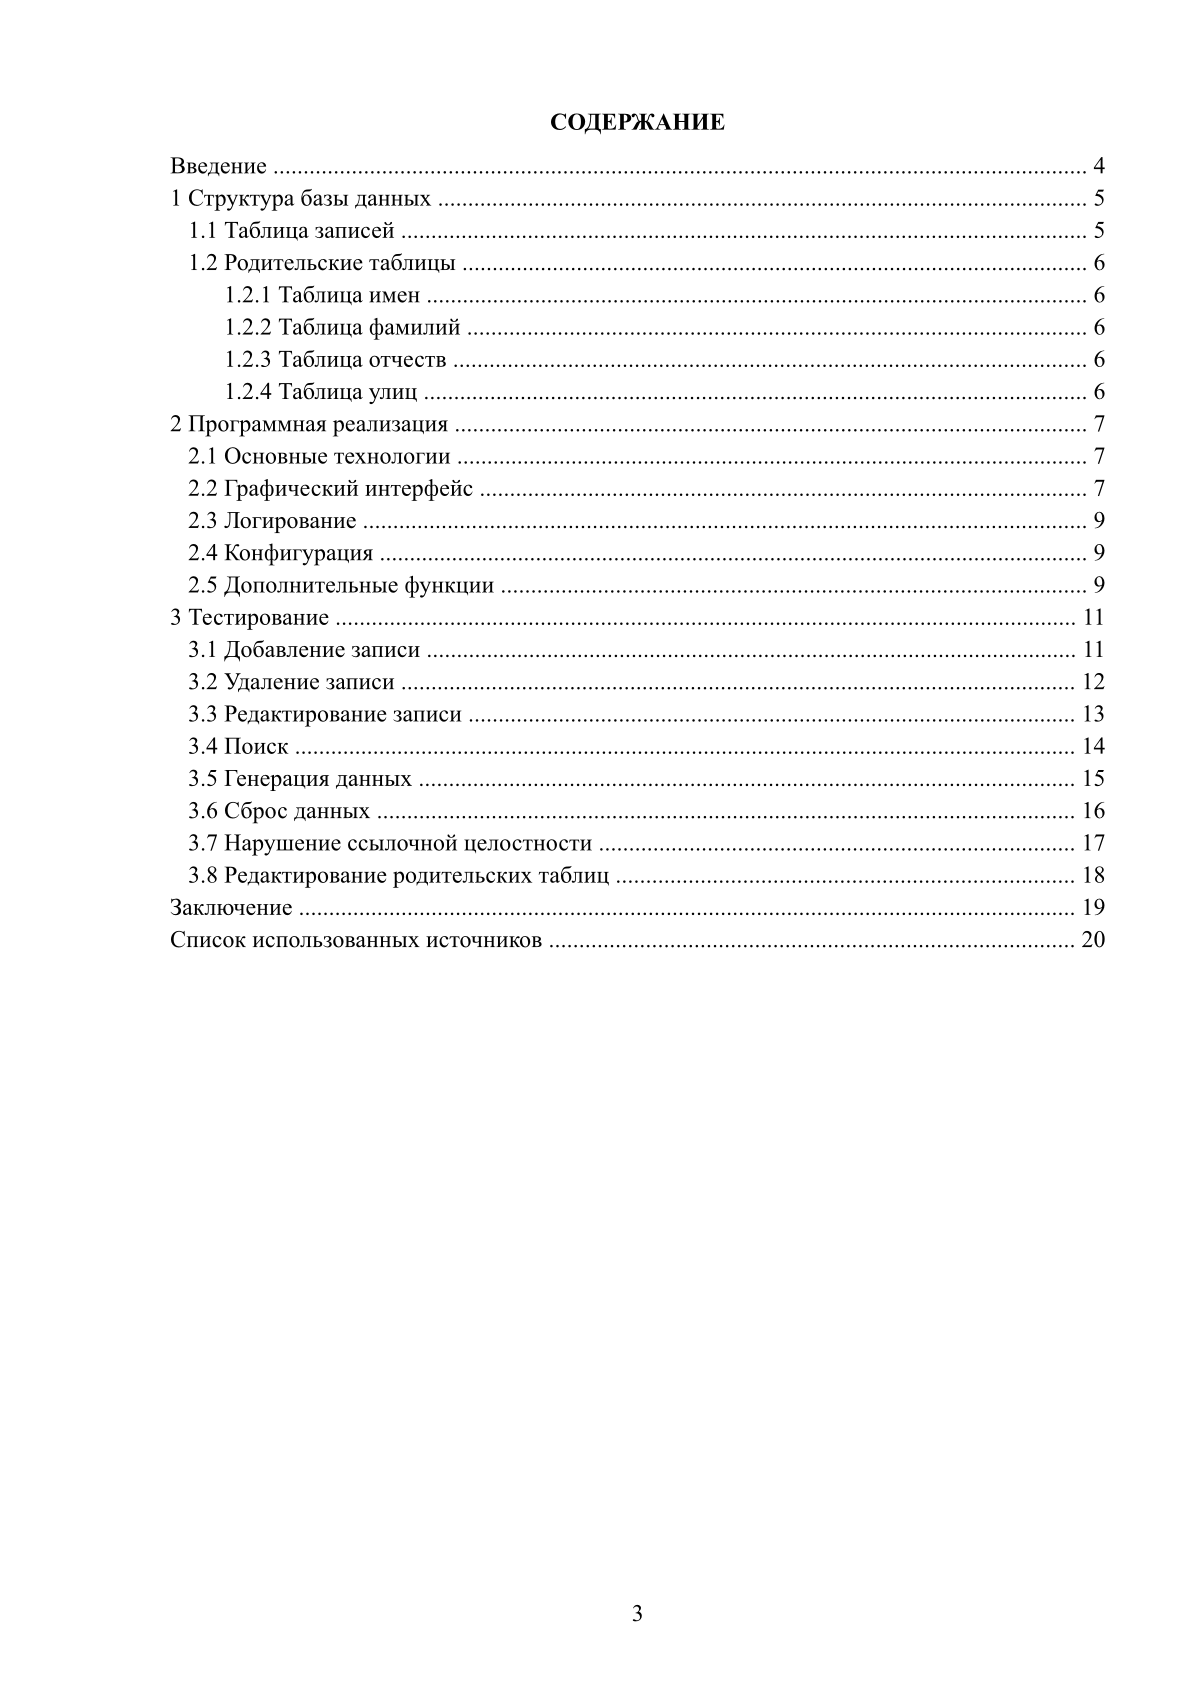 СОДЕРЖАНИЕ
Введение ........................................................................ 4
1 Структура базы данных ........................................................................ 5
1.1 Таблица записей ........................................................................ 5
1.2 Родительские таблицы ........................................................................ 6
1.2.1 Таблица имен ........................................................................ 6
1.2.2 Таблица фамилий ........................................................................ 6
1.2.3 Таблица отчеств ........................................................................ 6
1.2.4 Таблица улиц ........................................................................ 6
2 Программная реализация ........................................................................ 7
2.1 Основные технологии ........................................................................ 7
2.2 Графический интерфейс ........................................................................ 7
2.3 Логирование ........................................................................ 9
2.4 Конфигурация ........................................................................ 9
2.5 Дополнительные функции ........................................................................ 9
3 Тестирование ........................................................................ 11
3.1 Добавление записи ........................................................................ 11
3.2 Удаление записи ........................................................................ 12
3.3 Редактирование записи ........................................................................ 13
3.4 Поиск ........................................................................ 14
3.5 Генерация данных ........................................................................ 15
3.6 Сброс данных ........................................................................ 16
3.7 Нарушение ссылочной целостности ........................................................................ 17
3.8 Редактирование родительских таблиц ........................................................................ 18
Заключение ........................................................................ 19
Список использованных источников ........................................................................ 20
3